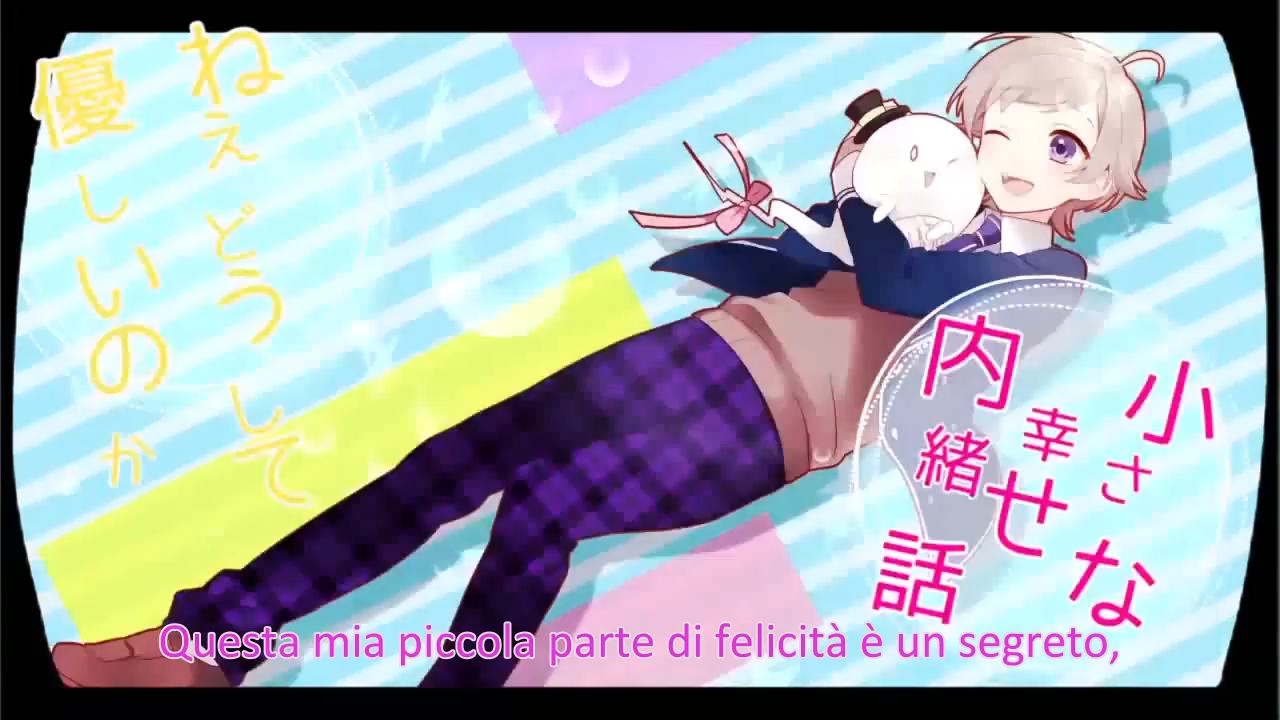 ねえどうして
優しいのか
小さな
幸せ
内緒話
Questa mia piccola parte di felicità è un segreto,